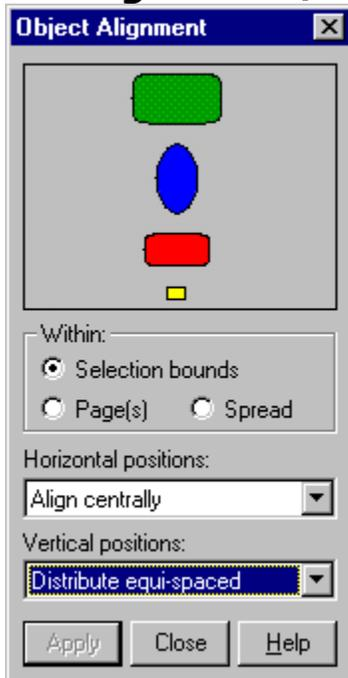 Object Alignment
Within:
Selection bounds
Page(s) Spread
Horizontal positions:
Align centrally
Vertical positions:
Distribute equi-spaced
Apply Close Help